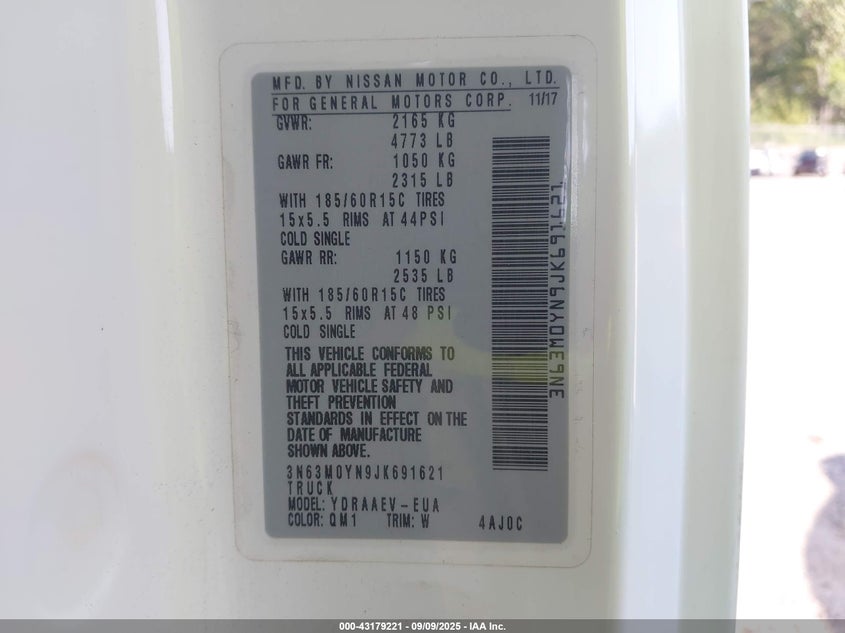 MFD. BY NISSAN MOTOR CO., LTD.
FOR GENERAL MOTORS CORP. 11/17
GVWR: 2165 KG
4773 LB
GAWR FR: 1050 KG
2315 LB
WITH 185/60R15C TIRES
15x5.5 RIMS AT 44PSI
COLD SINGLE
GAWR RR: 1150 KG
2535 LB
WITH 185/60R15C TIRES
15x5.5 RIMS AT 48 PSI
COLD SINGLE
THIS VEHICLE CONFORMS TO
ALL APPLICABLE FEDERAL
MOTOR VEHICLE SAFETY AND
THEFT PREVENTION
STANDARDS IN EFFECT ON THE
DATE OF MANUFACTURE
SHOWN ABOVE.
3N63M0YN9JK691621
TRUCK
MODEL: YDRAAEV-EUA
COLOR: QM1 TRIM: W 4AJ0C
3N63M0YN9JK691621
000-43179221 - 09/09/2025 - IAA Inc.